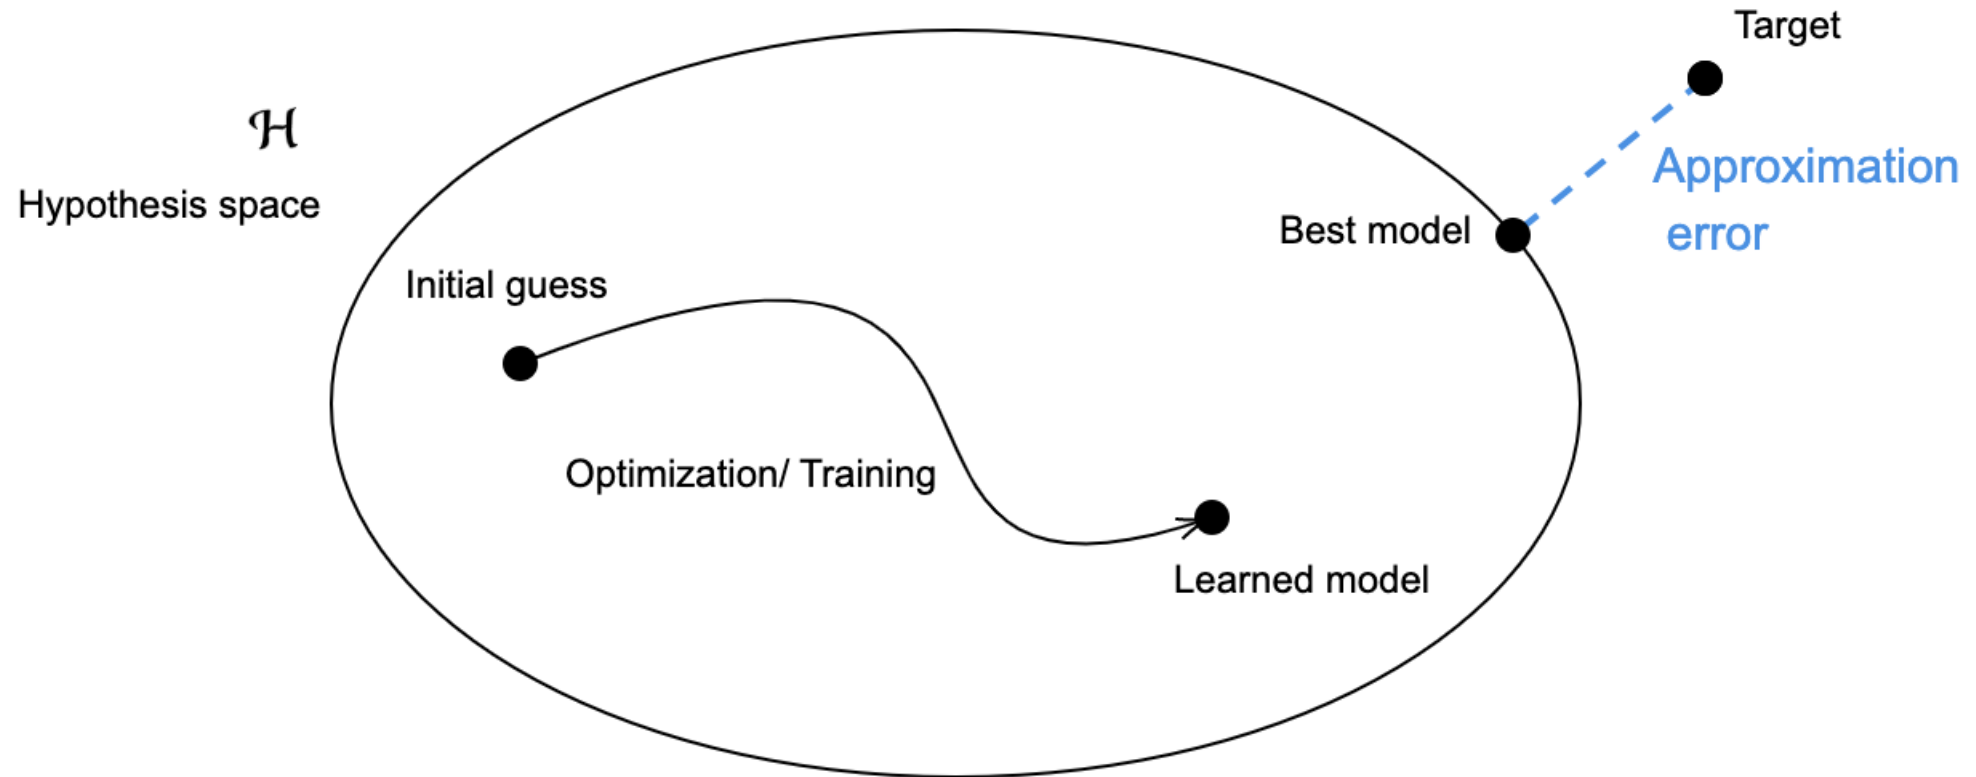 Target
ℋ
Approximation
error
Hypothesis space
Best model
Initial guess
Optimization/ Training
Learned model